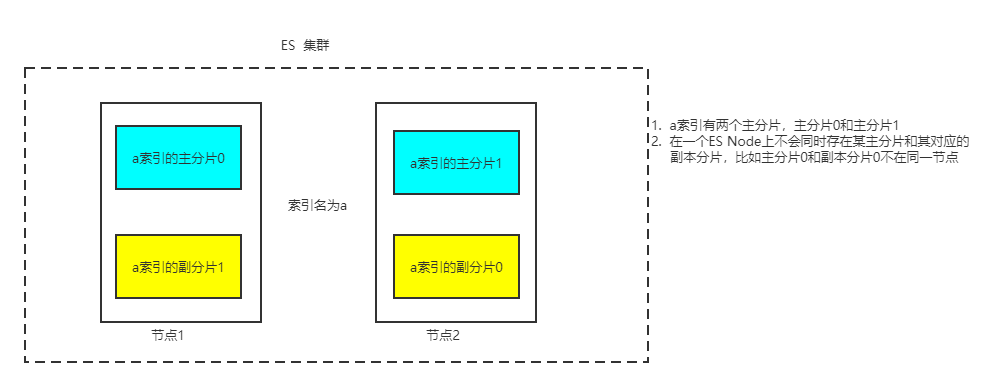 ES 集群
a索引的主分片0
a索引的主分片1
索引名为a
a索引的副分片1
a索引的副分片0
节点1
节点2
1. a索引有两个主分片，主分片0和主分片1
2. 在一个ES Node上不会同时存在某主分片和其对应的
副本分片，比如主分片0和副本分片0不在同一节点